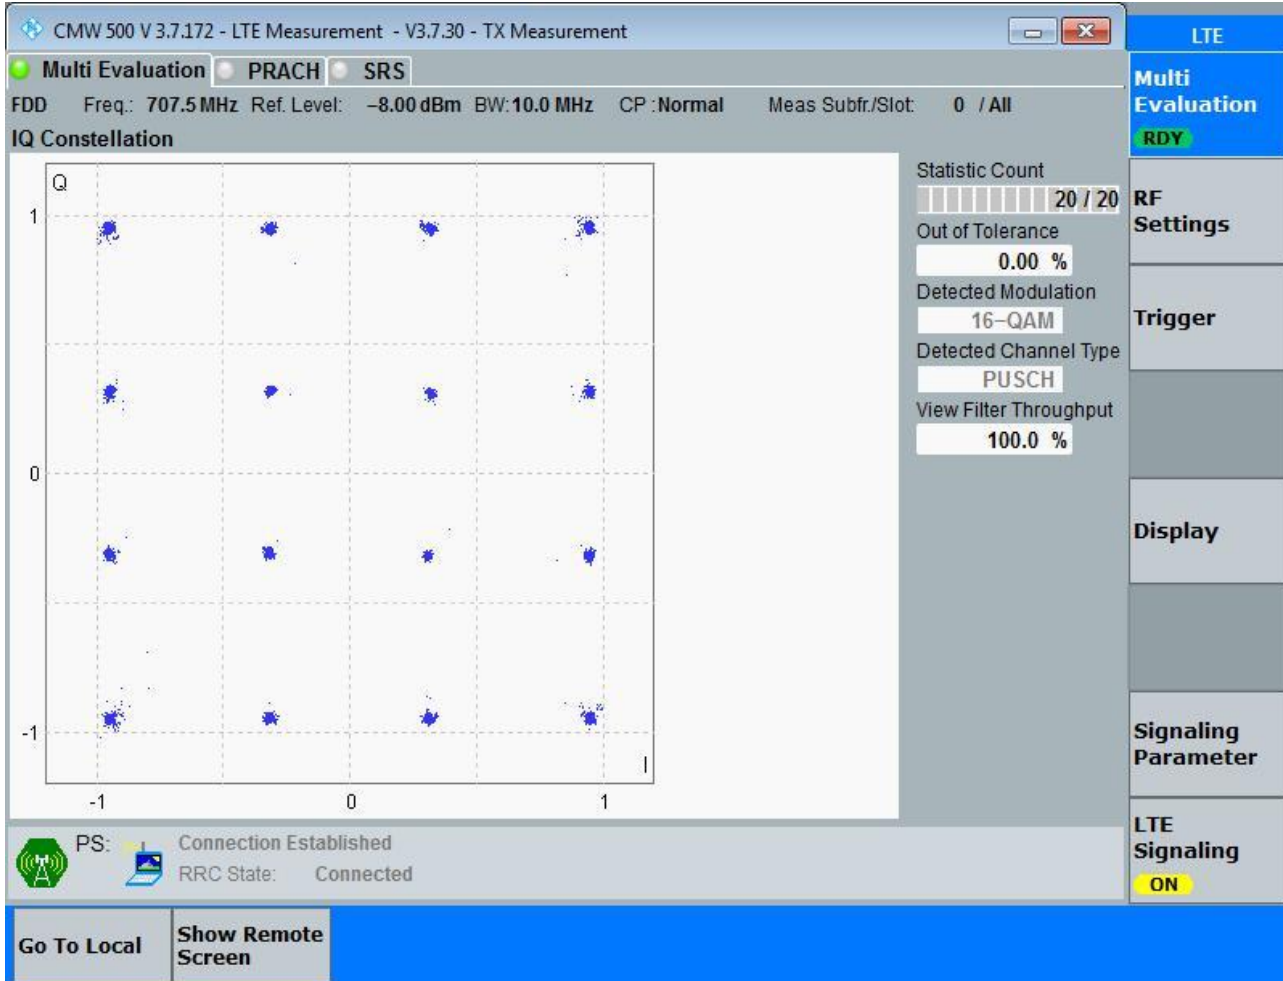 CMW 500 V 3.7.172 - LTE Measurement - V3.7.30 - TX Measurement
LTE
Multi Evaluation PRACH SRS
FDD Freq.: 707.5 MHz Ref. Level: −8.00 dBm BW: 10.0 MHz CP : Normal Meas Subfr./Slot: 0 / All
IQ Constellation
Q
1
0
-1
-1 0 1
I
Statistic Count
20 / 20
Out of Tolerance
0.00 %
Detected Modulation
16−QAM
Detected Channel Type
PUSCH
View Filter Throughput
100.0 %
Multi
Evaluation
RDY
RF
Settings
Trigger
Display
Signaling
Parameter
LTE
Signaling
ON
PS: Connection Established
RRC State: Connected
Go To Local
Show Remote
Screen